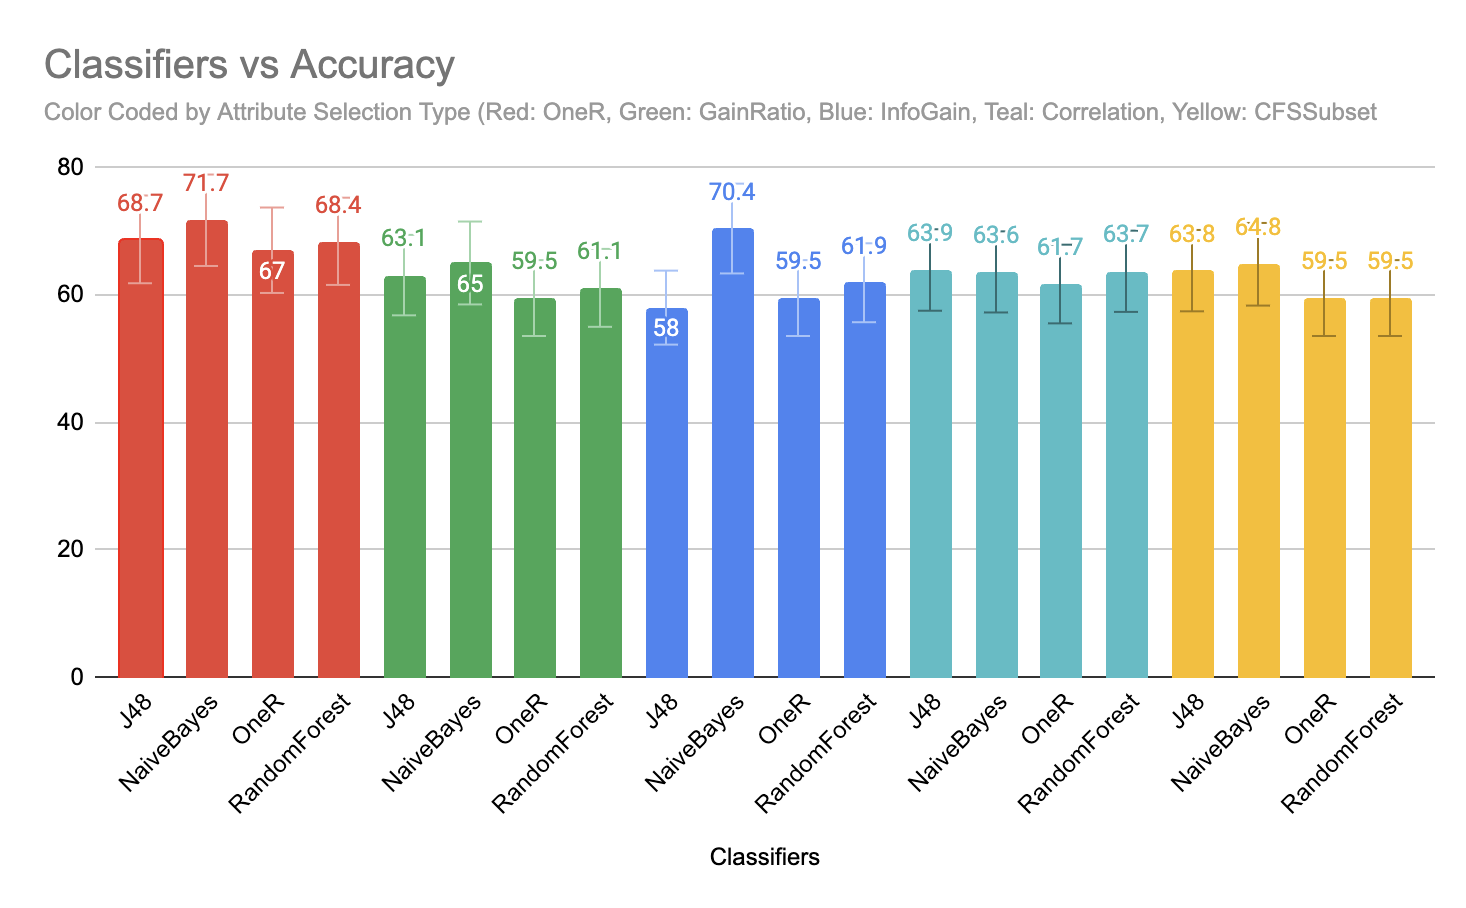 Classifiers vs Accuracy
Color Coded by Attribute Selection Type (Red: OneR, Green: GainRatio, Blue: InfoGain, Teal: Correlation, Yellow: CFSSubset
80
60
40
20
0
68.7
71.7
67
68.4
63.1
65
59.5
61.1
58
70.4
59.5
61.9
63.9
63.6
61.7
63.7
63.8
64.8
59.5
59.5
J48
NaiveBayes
OneR
RandomForest
J48
NaiveBayes
OneR
RandomForest
J48
NaiveBayes
OneR
RandomForest
J48
NaiveBayes
OneR
RandomForest
J48
NaiveBayes
OneR
RandomForest
Classifiers